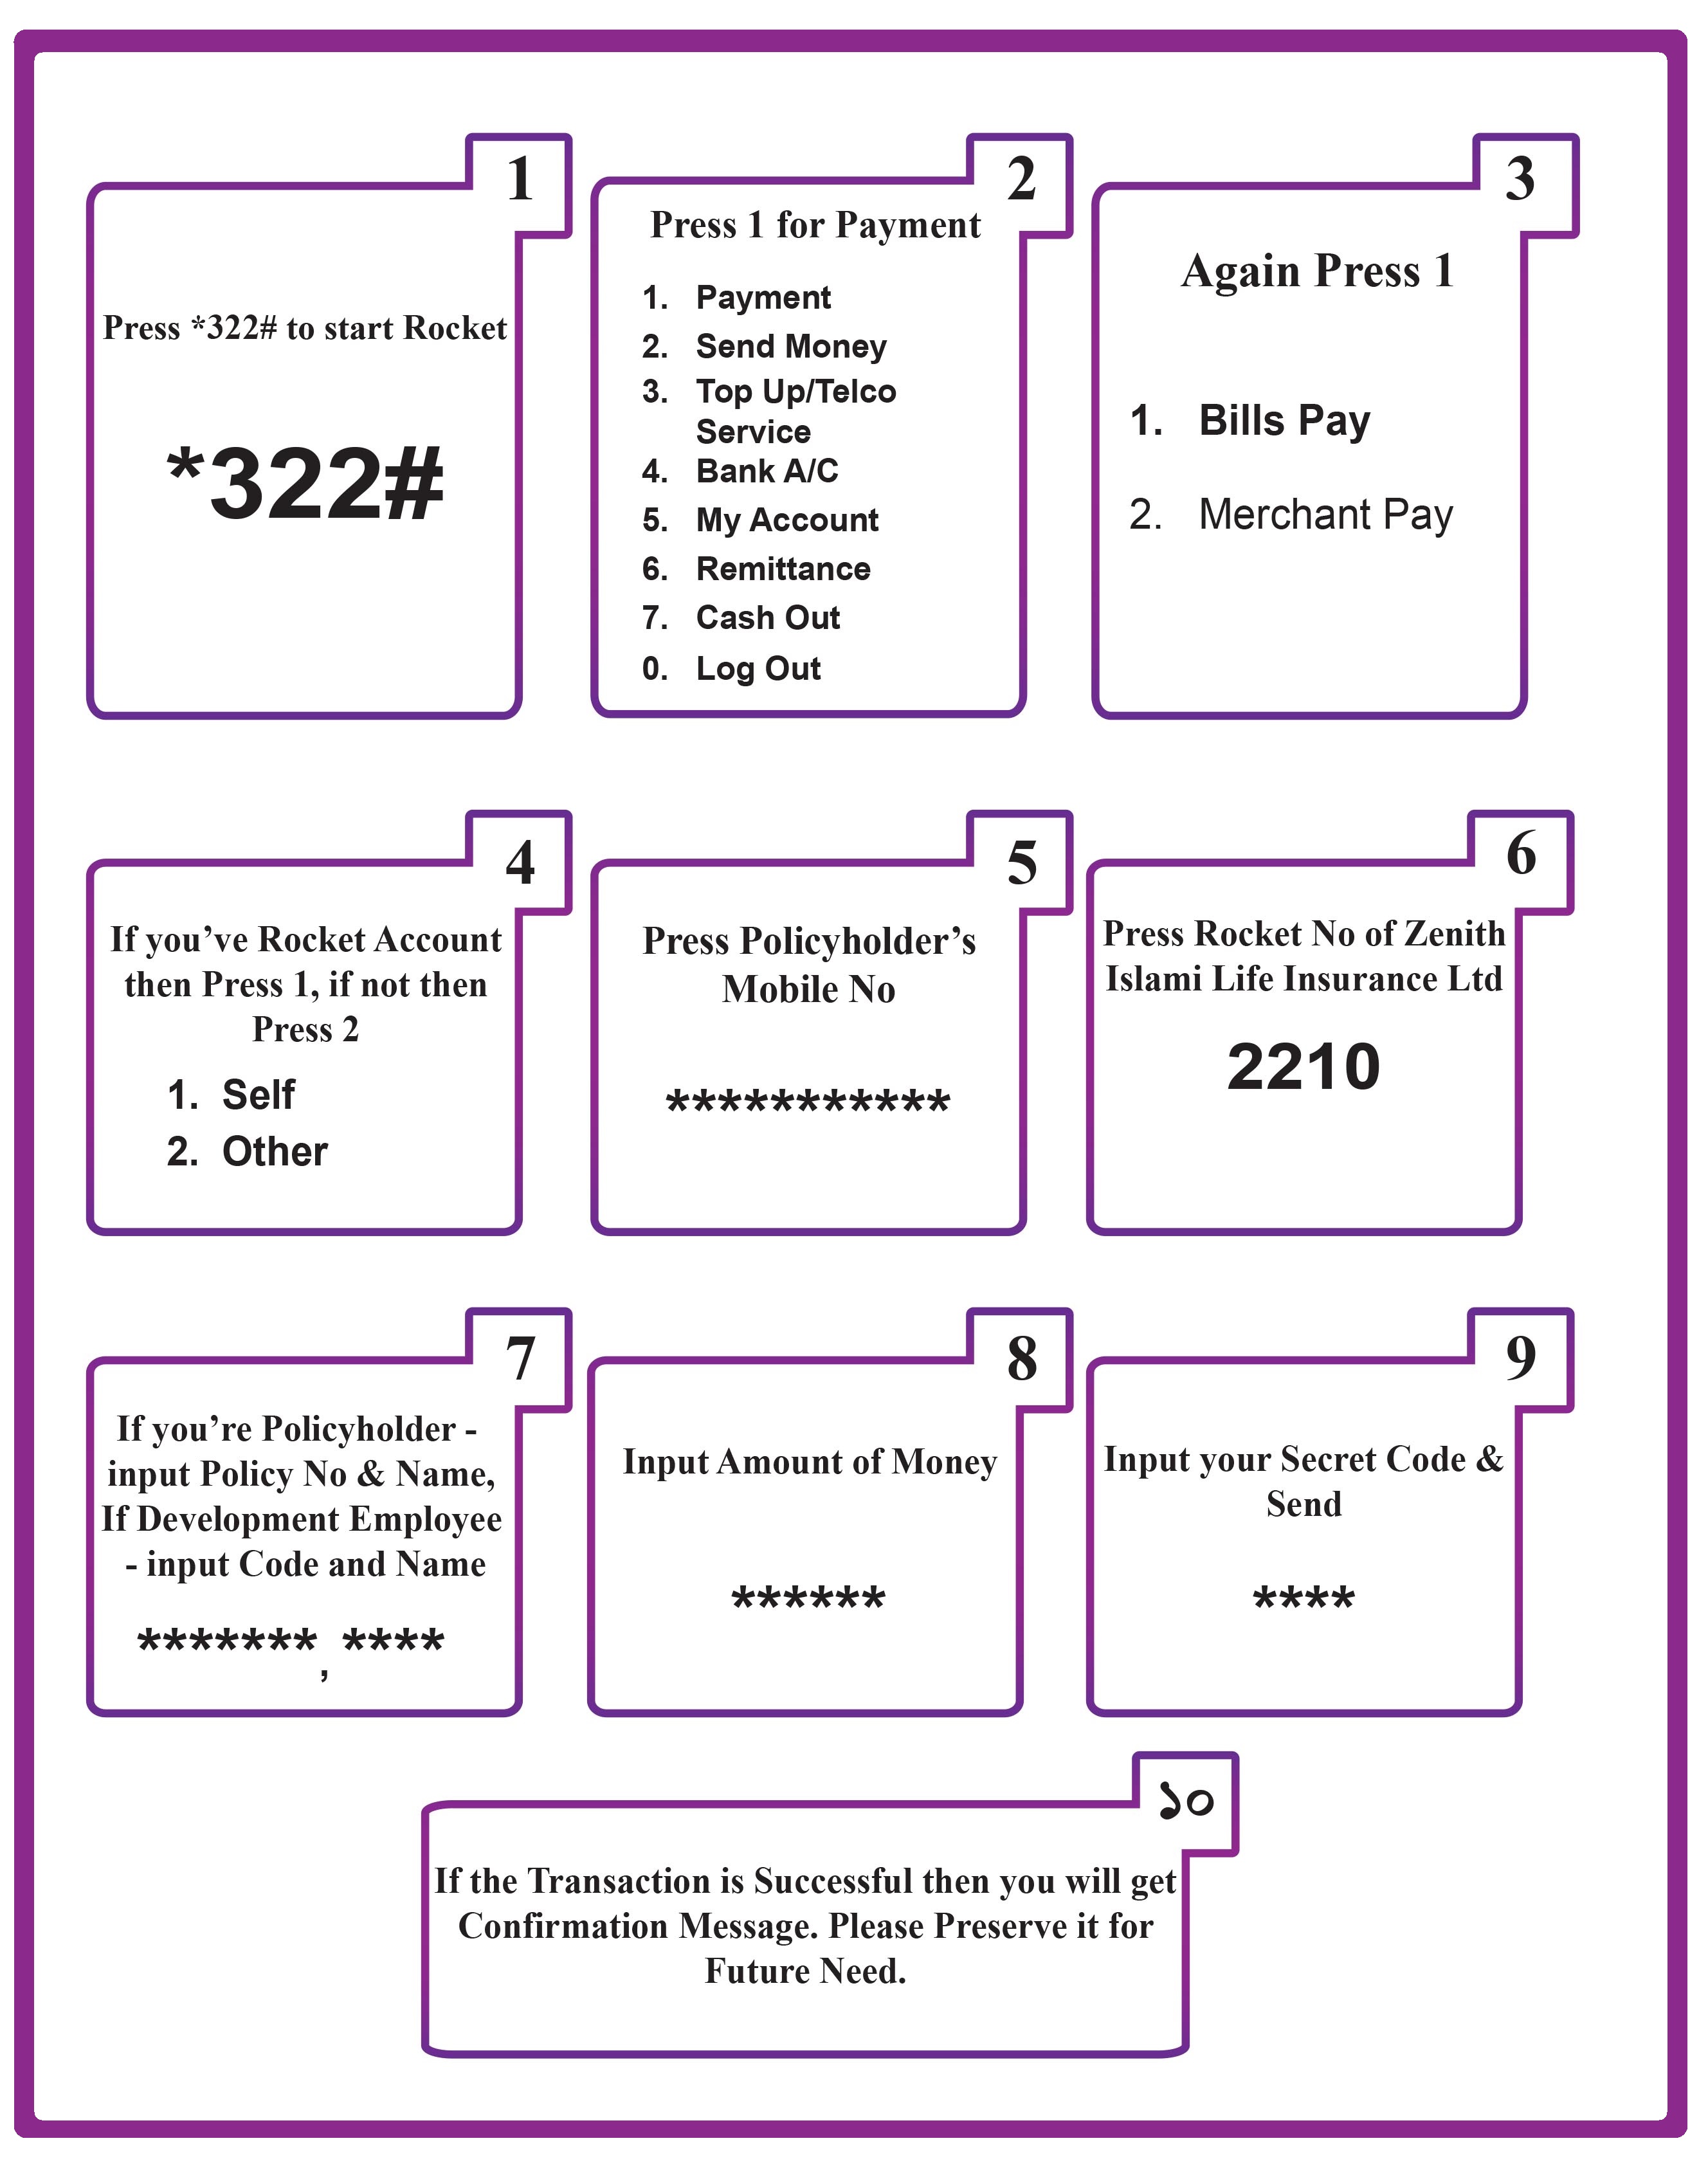 1
Press *322# to start Rocket
*322#
2
Press 1 for Payment
1. Payment
2. Send Money
3. Top Up/Telco
Service
4. Bank A/C
5. My Account
6. Remittance
7. Cash Out
0. Log Out
3
Again Press 1
1. Bills Pay
2. Merchant Pay
4
If you’ve Rocket Account
then Press 1, if not then
Press 2
1. Self
2. Other
5
Press Policyholder’s
Mobile No
***********
6
Press Rocket No of Zenith
Islami Life Insurance Ltd
2210
7
If you’re Policyholder -
input Policy No & Name,
If Development Employee
- input Code and Name
*******, ****
8
Input Amount of Money
******
9
Input your Secret Code &
Send
****
১০
If the Transaction is Successful then you will get
Confirmation Message. Please Preserve it for
Future Need.